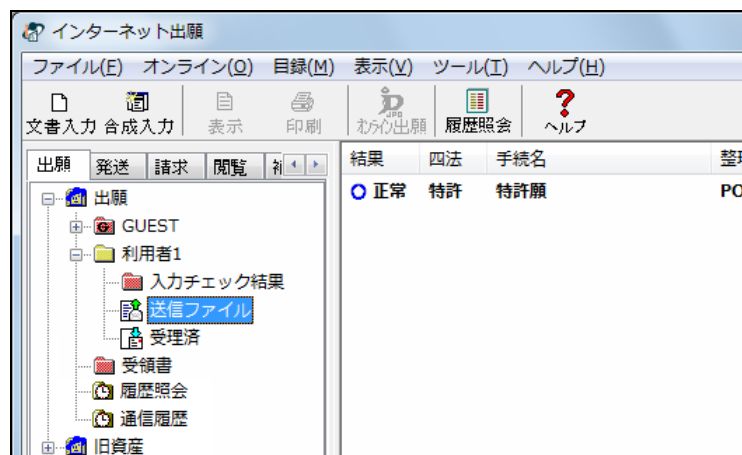 インターネット出願
ファイル(F) オンライン(O) 目録(M) 表示(V) ツール(T) ヘルプ(H)
文書入力 合成入力 表示 印刷 オンライン出願 履歴照会 ヘルプ
出願 発送 請求 閲覧
結果 四法 手続名
正常 特許 特許願 PO
出願
GUEST
利用者1
入力チェック結果
送信ファイル
受理済
受領書
履歴照会
通信履歴
旧資産